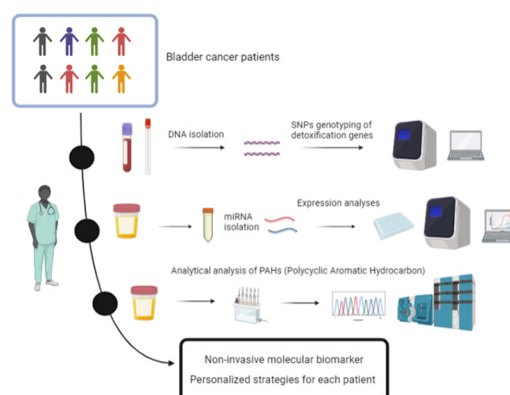 Bladder cancer patients
DNA isolation
SNPs genotyping of
detoxification genes
miRNA
isolation
Expression analyses
Analytical analysis of PAHs (Polycyclic Aromatic Hydrocarbon)
Non-invasive molecular biomarker
Personalized strategies for each patient